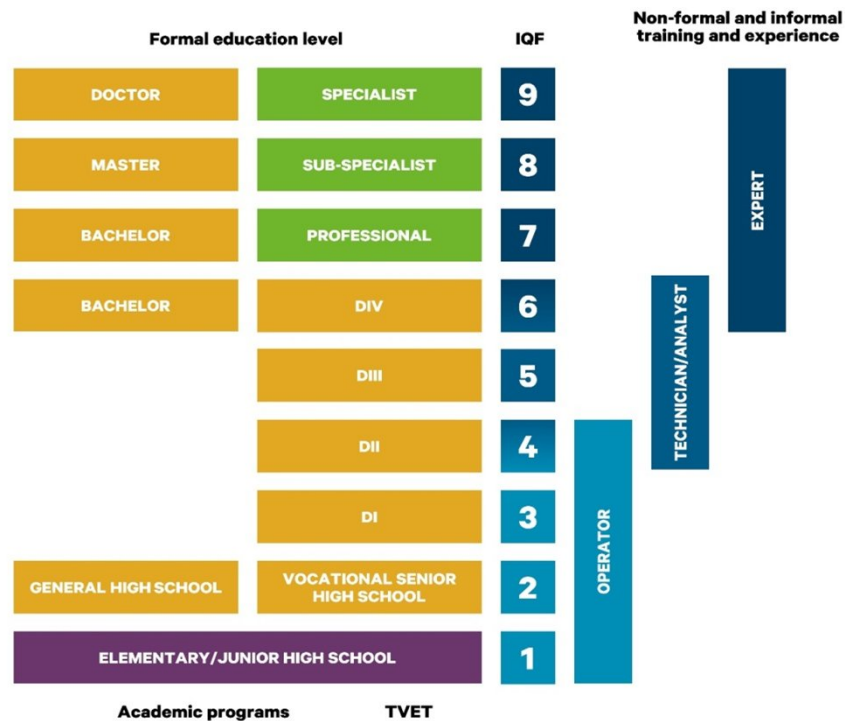 Formal education level
IQF
Non-formal and informal
training and experience
DOCTOR
SPECIALIST
9
MASTER
SUB-SPECIALIST
8
BACHELOR
PROFESSIONAL
7
EXPERT
BACHELOR
DIV
6
DIII
5
TECHNICIAN/ANALYST
DII
4
DI
3
GENERAL HIGH SCHOOL
VOCATIONAL SENIOR
HIGH SCHOOL
2
OPERATOR
ELEMENTARY/JUNIOR HIGH SCHOOL
1
Academic programs
TVET